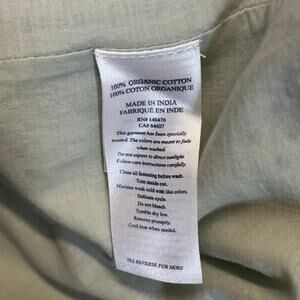 100% ORGANIC COTTON
100% COTON ORGANIQUE
MADE IN INDIA
FABRIQUÉ EN INDE
RN# 140476
CA# 64607
This garment has been specially
treated. The colors are meant to fade
when washed.
Do not expose to direct sunlight
Follow care instructions carefully.
Close all fastening before wash
Turn inside out.
Machine wash cold with like colors.
Delicate cycle.
Do not bleach.
Tumble dry low.
Remove promptly.
Cool iron when needed.
SEE REVERSE FOR MORE